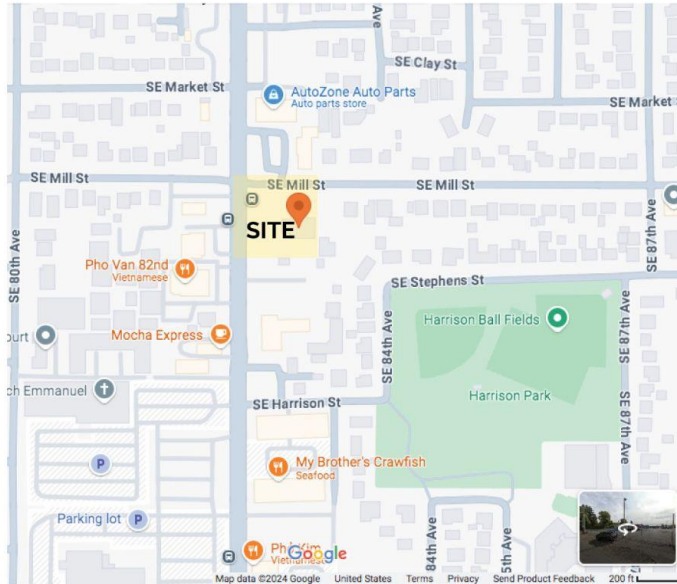 Ave
SE Clay St
SE Market St
AutoZone Auto Parts
Auto parts store
SE Market
SE Mill St
SE Mill St
SE Mill St
SITE
SE 80th Ave
SE 87th Ave
Pho Van 82nd
Vietnamese
SE Stephens St
Harrison Ball Fields
Mocha Express
ourt
SE 84th Ave
SE 87th Ave
Harrison Park
ch Emmanuel
SE Harrison St
SE 87th Ave
P
My Brother's Crawfish
Seafood
Parking lot
P
84th Ave
5th Ave
Google
Map data ©2024 Google United States Terms Privacy Send Product Feedback 200 ft